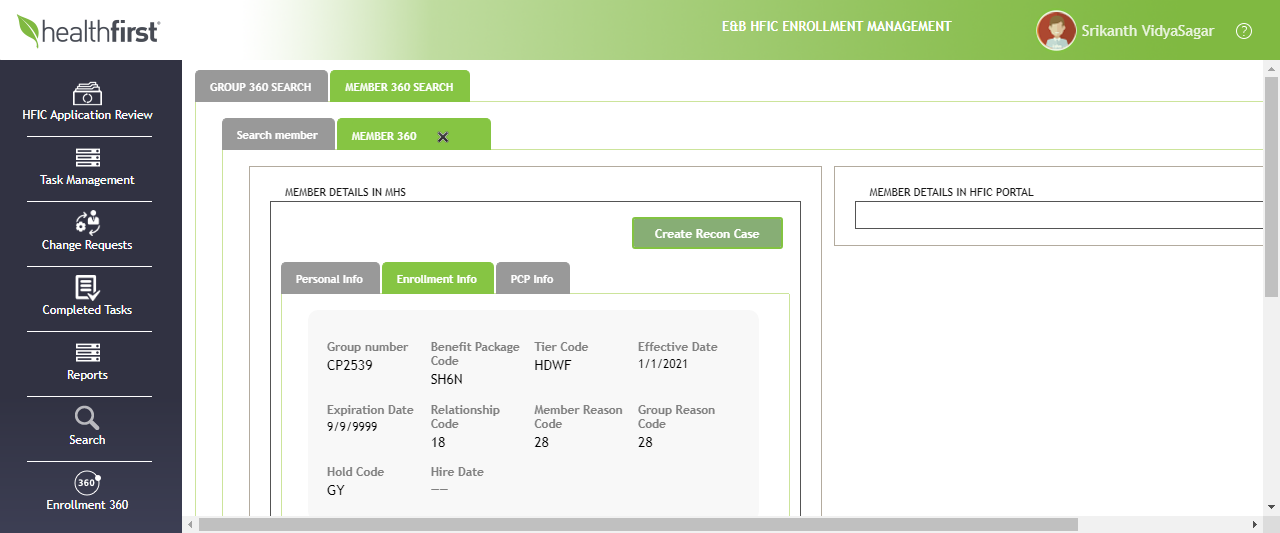 healthfirst
E&B HFIC ENROLLMENT MANAGEMENT
Srikanth VidyaSagar
?
HFIC Application Review
Task Management
Change Requests
Completed Tasks
Reports
Search
360
Enrollment 360
GROUP 360 SEARCH
MEMBER 360 SEARCH
Search member
MEMBER 360
MEMBER DETAILS IN MHS
Create Recon Case
Personal Info
Enrollment Info
PCP Info
Group number
CP2539
Benefit Package
Code
SH6N
Tier Code
HDWF
Effective Date
1/1/2021
Expiration Date
9/9/9999
Relationship
Code
18
Member Reason
Code
28
Group Reason
Code
28
Hold Code
GY
Hire Date
——
MEMBER DETAILS IN HFIC PORTAL